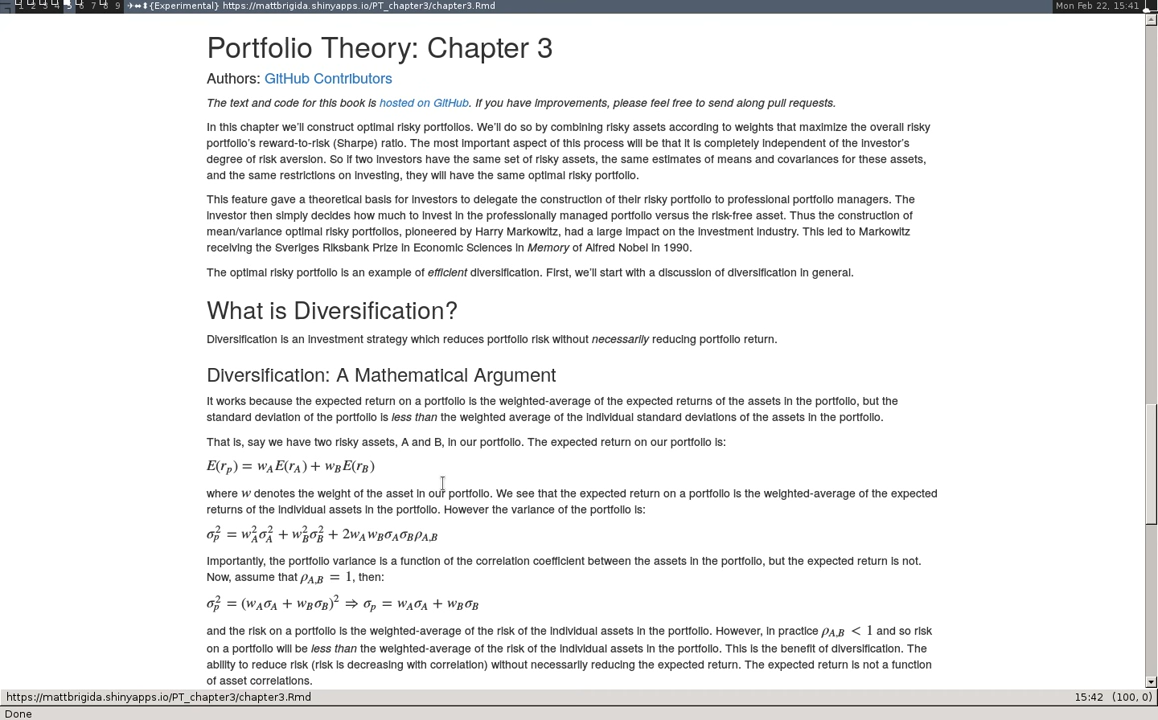 1 2 3 4 5 6 7 8 9 {Experimental} https://mattbrigida.shinyapps.io/PT_chapter3/chapter3.Rmd Mon Feb 22, 15:41
Portfolio Theory: Chapter 3
Authors: GitHub Contributors
The text and code for this book is hosted on GitHub. If you have improvements, please feel free to send along pull requests.
In this chapter we'll construct optimal risky portfolios. We'll do so by combining risky assets according to weights that maximize the overall risky
portfolio's reward-to-risk (Sharpe) ratio. The most important aspect of this process will be that it is completely independent of the investor's
degree of risk aversion. So if two investors have the same set of risky assets, the same estimates of means and covariances for these assets,
and the same restrictions on investing, they will have the same optimal risky portfolio.
This feature gave a theoretical basis for investors to delegate the construction of their risky portfolio to professional portfolio managers. The
investor then simply decides how much to invest in the professionally managed portfolio versus the risk-free asset. Thus the construction of
mean/variance optimal risky portfolios, pioneered by Harry Markowitz, had a large impact on the investment industry. This led to Markowitz
receiving the Sveriges Riksbank Prize in Economic Sciences in Memory of Alfred Nobel in 1990.
The optimal risky portfolio is an example of efficient diversification. First, we'll start with a discussion of diversification in general.
What is Diversification?
Diversification is an investment strategy which reduces portfolio risk without necessarily reducing portfolio return.
Diversification: A Mathematical Argument
It works because the expected return on a portfolio is the weighted-average of the expected returns of the assets in the portfolio, but the
standard deviation of the portfolio is less than the weighted average of the individual standard deviations of the assets in the portfolio.
That is, say we have two risky assets, A and B, in our portfolio. The expected return on our portfolio is:
E(r_p) = w_A E(r_A) + w_B E(r_B)
where w denotes the weight of the asset in our portfolio. We see that the expected return on a portfolio is the weighted-average of the expected
returns of the individual assets in the portfolio. However the variance of the portfolio is:
σ_p^2 = w_A^2 σ_A^2 + w_B^2 σ_B^2 + 2w_A w_B σ_A σ_B ρ_{A,B}
Importantly, the portfolio variance is a function of the correlation coefficient between the assets in the portfolio, but the expected return is not.
Now, assume that ρ_{A,B} = 1, then:
σ_p^2 = (w_A σ_A + w_B σ_B)^2 ⇒ σ_p = w_A σ_A + w_B σ_B
and the risk on a portfolio is the weighted-average of the risk of the individual assets in the portfolio. However, in practice ρ_{A,B} < 1 and so risk
on a portfolio will be less than the weighted-average of the risk of the individual assets in the portfolio. This is the benefit of diversification. The
ability to reduce risk (risk is decreasing with correlation) without necessarily reducing the expected return. The expected return is not a function
of asset correlations.
https://mattbrigida.shinyapps.io/PT_chapter3/chapter3.Rmd 15:42 (100, 0)
Done